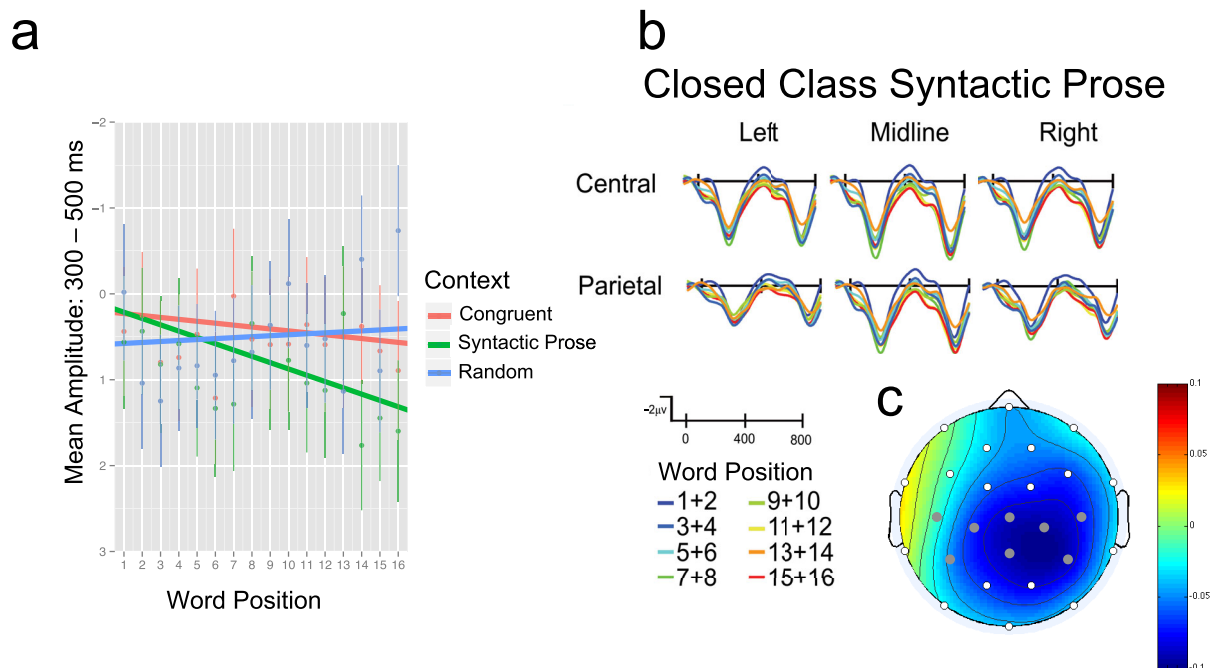 a
Mean Amplitude: 300 – 500 ms
−2
−1
0
1
2
3
1 2 3 4 5 6 7 8 9 10 11 12 13 14 15 16
Word Position
Context
Congruent
Syntactic Prose
Random
b
Closed Class Syntactic Prose
Left Midline Right
Central
Parietal
−2μv
0 400 800
Word Position
1+2 9+10
3+4 11+12
5+6 13+14
7+8 15+16
c
0.1
0.05
0
-0.05
-0.1